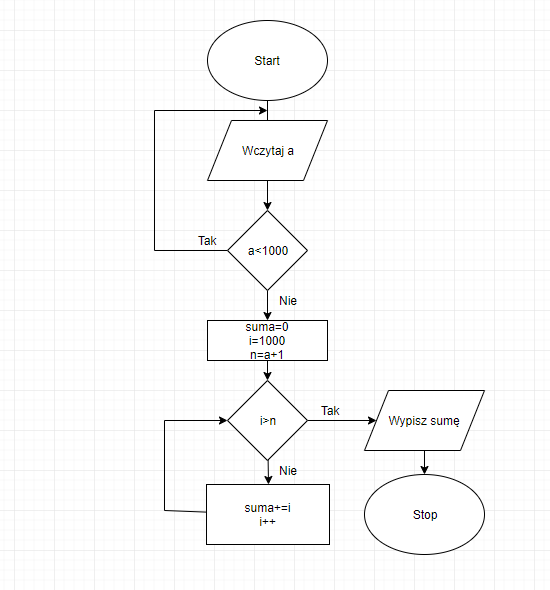 Start
Wczytaj a
Tak
a<1000
Nie
suma=0
i=1000
n=a+1
i>n
Tak
Wypisz sumę
Nie
suma+=i
i++
Stop